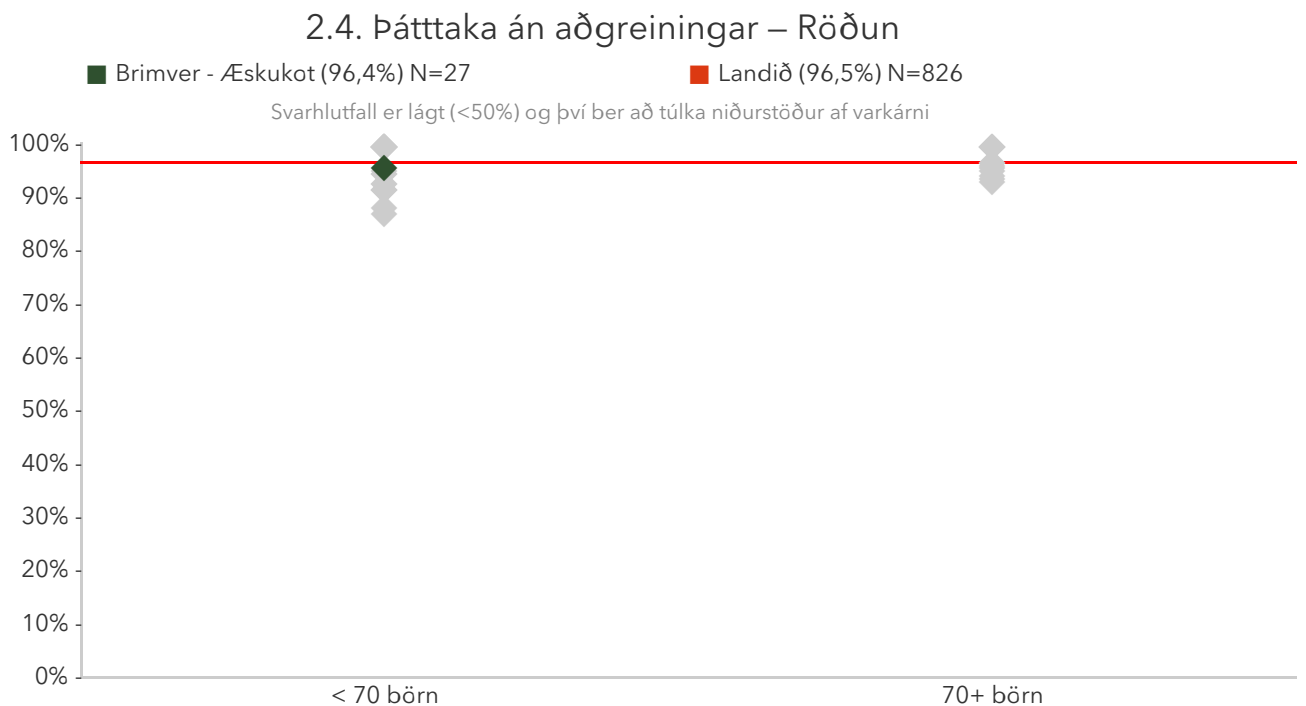 2.4. Þátttaka án aðgreiningar – Röðun
Brimver - Æskukot (96,4%) N=27
Landið (96,5%) N=826
Svarhlutfall er lágt (<50%) og því ber að túlka niðurstöður af varkárni
100%
90%
80%
70%
60%
50%
40%
30%
20%
10%
0%
< 70 börn
70+ börn